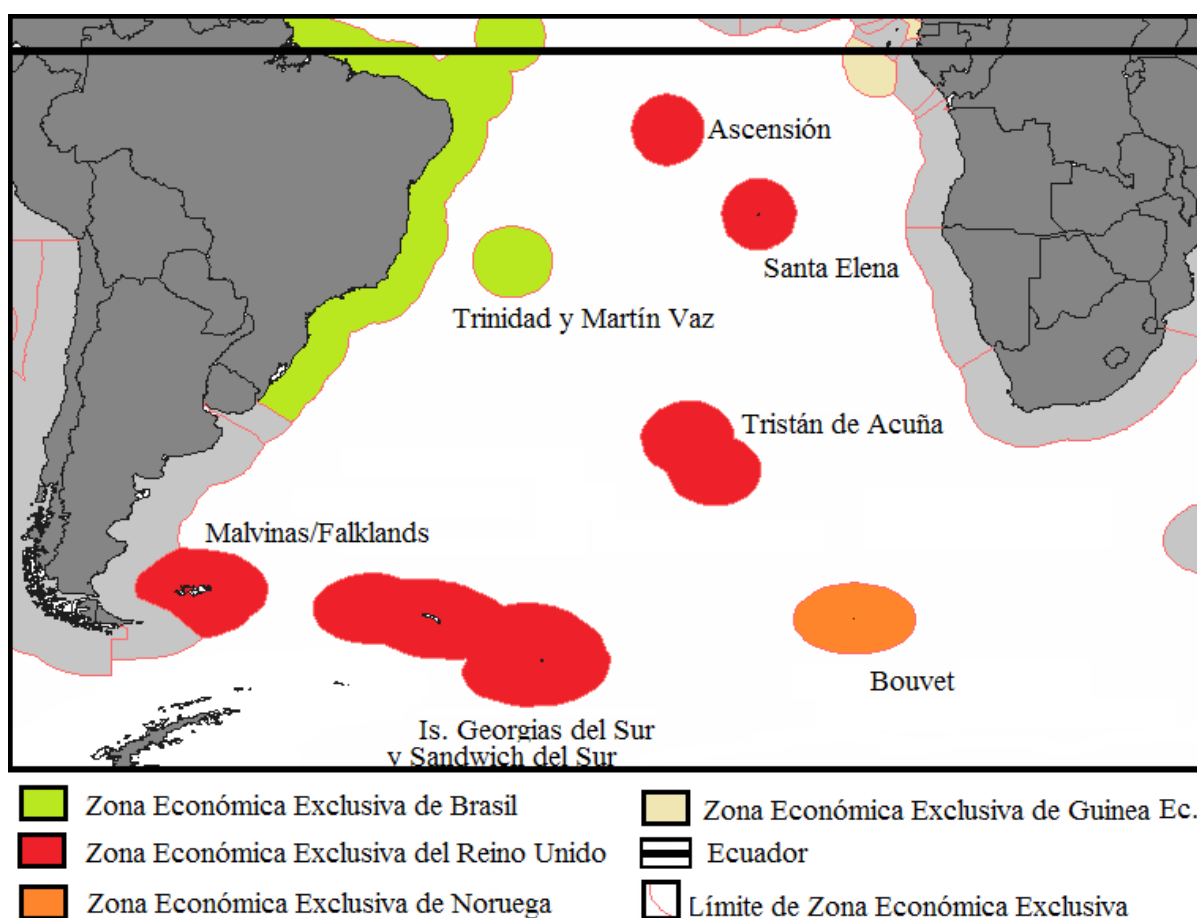 Ascensión
Santa Elena
Trinidad y Martín Vaz
Tristán de Acuña
Malvinas/Falklands
Bouvet
Is. Georgias del Sur
y Sandwich del Sur
Zona Económica Exclusiva de Brasil
Zona Económica Exclusiva del Reino Unido
Zona Económica Exclusiva de Noruega
Zona Económica Exclusiva de Guinea Ec.
Ecuador
Límite de Zona Económica Exclusiva